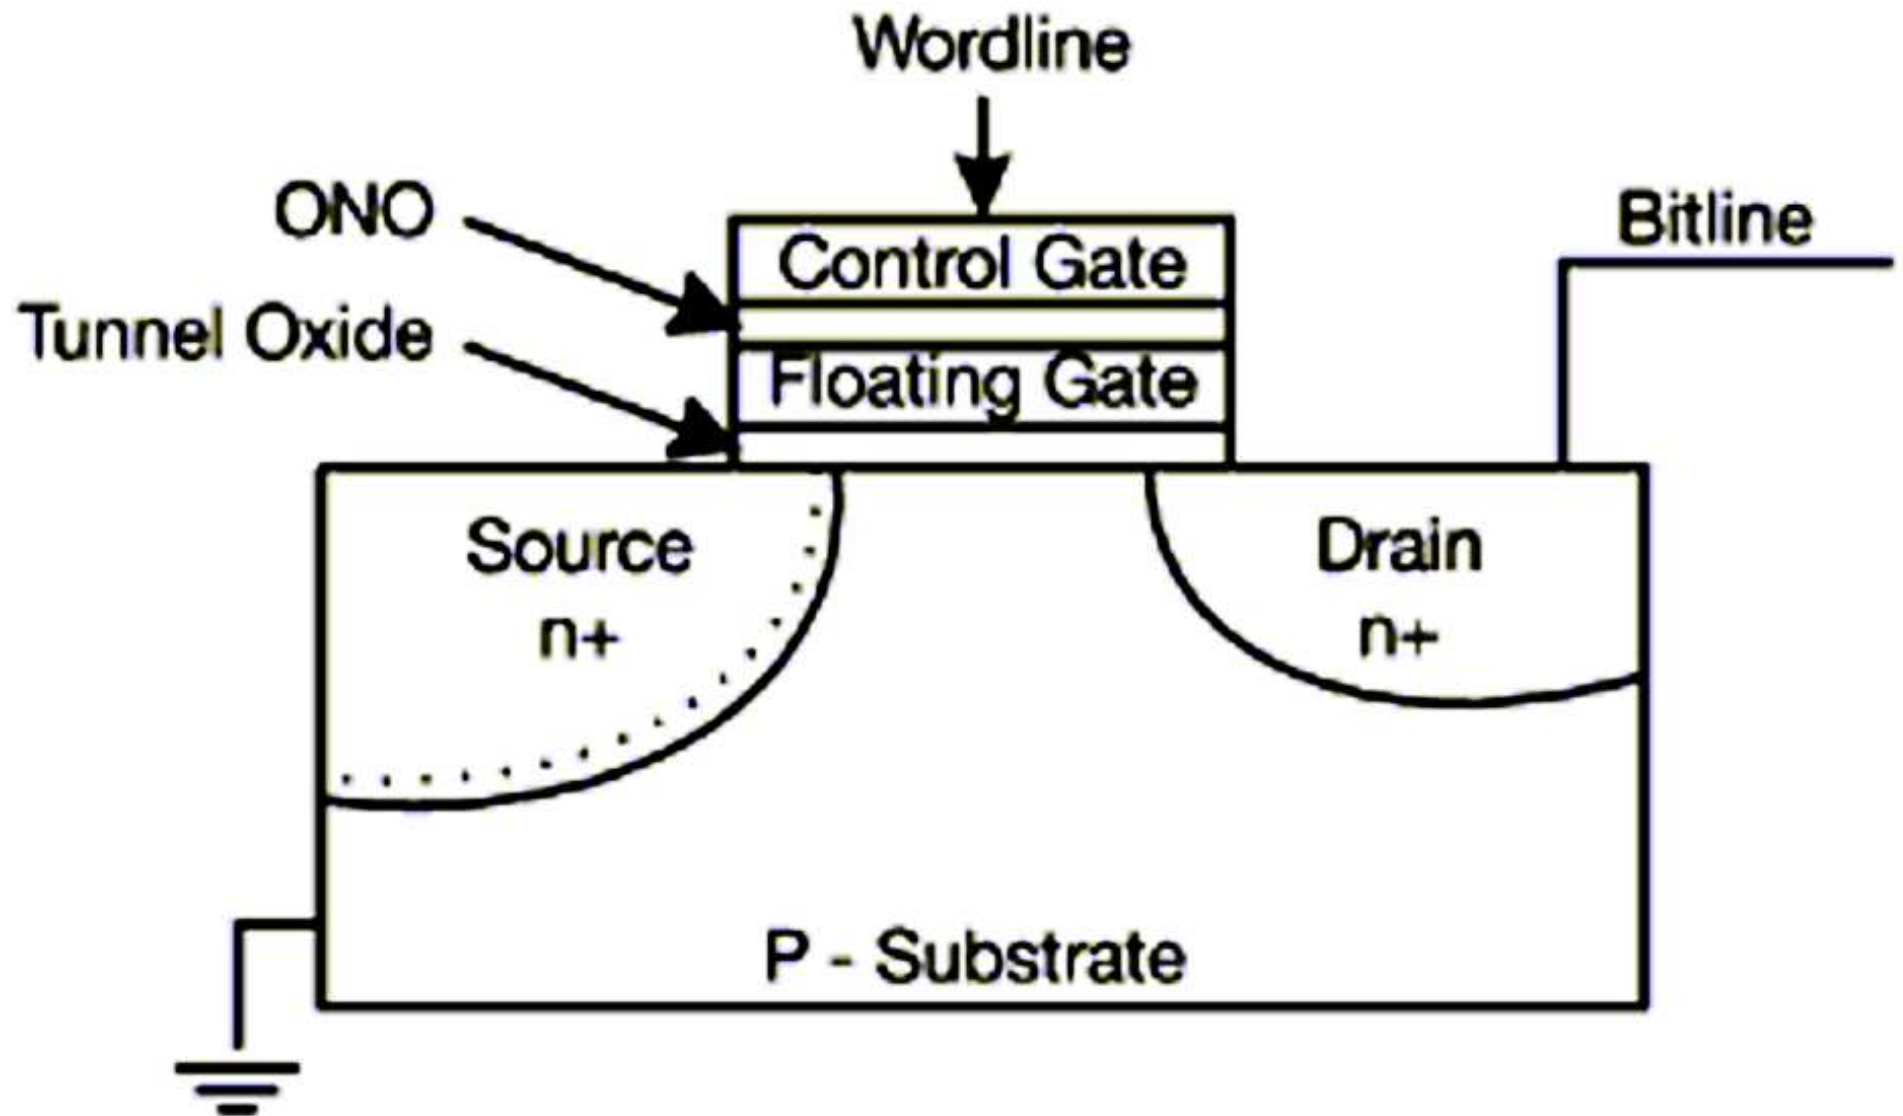 Wordline
ONO
Bitline
Control Gate
Tunnel Oxide
Floating Gate
Source
n+
Drain
n+
P - Substrate